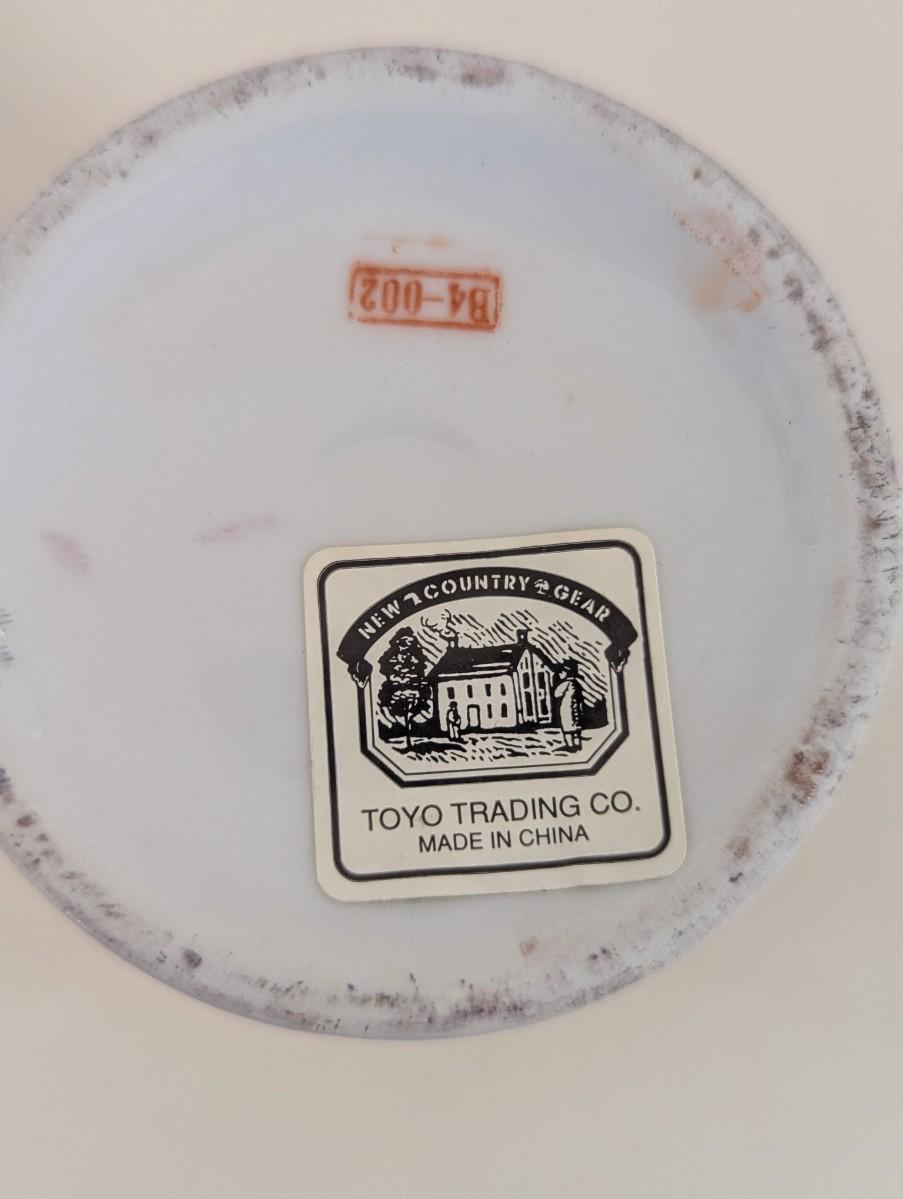 B4-002
NEW COUNTRY GEAR
TOYO TRADING CO.
MADE IN CHINA